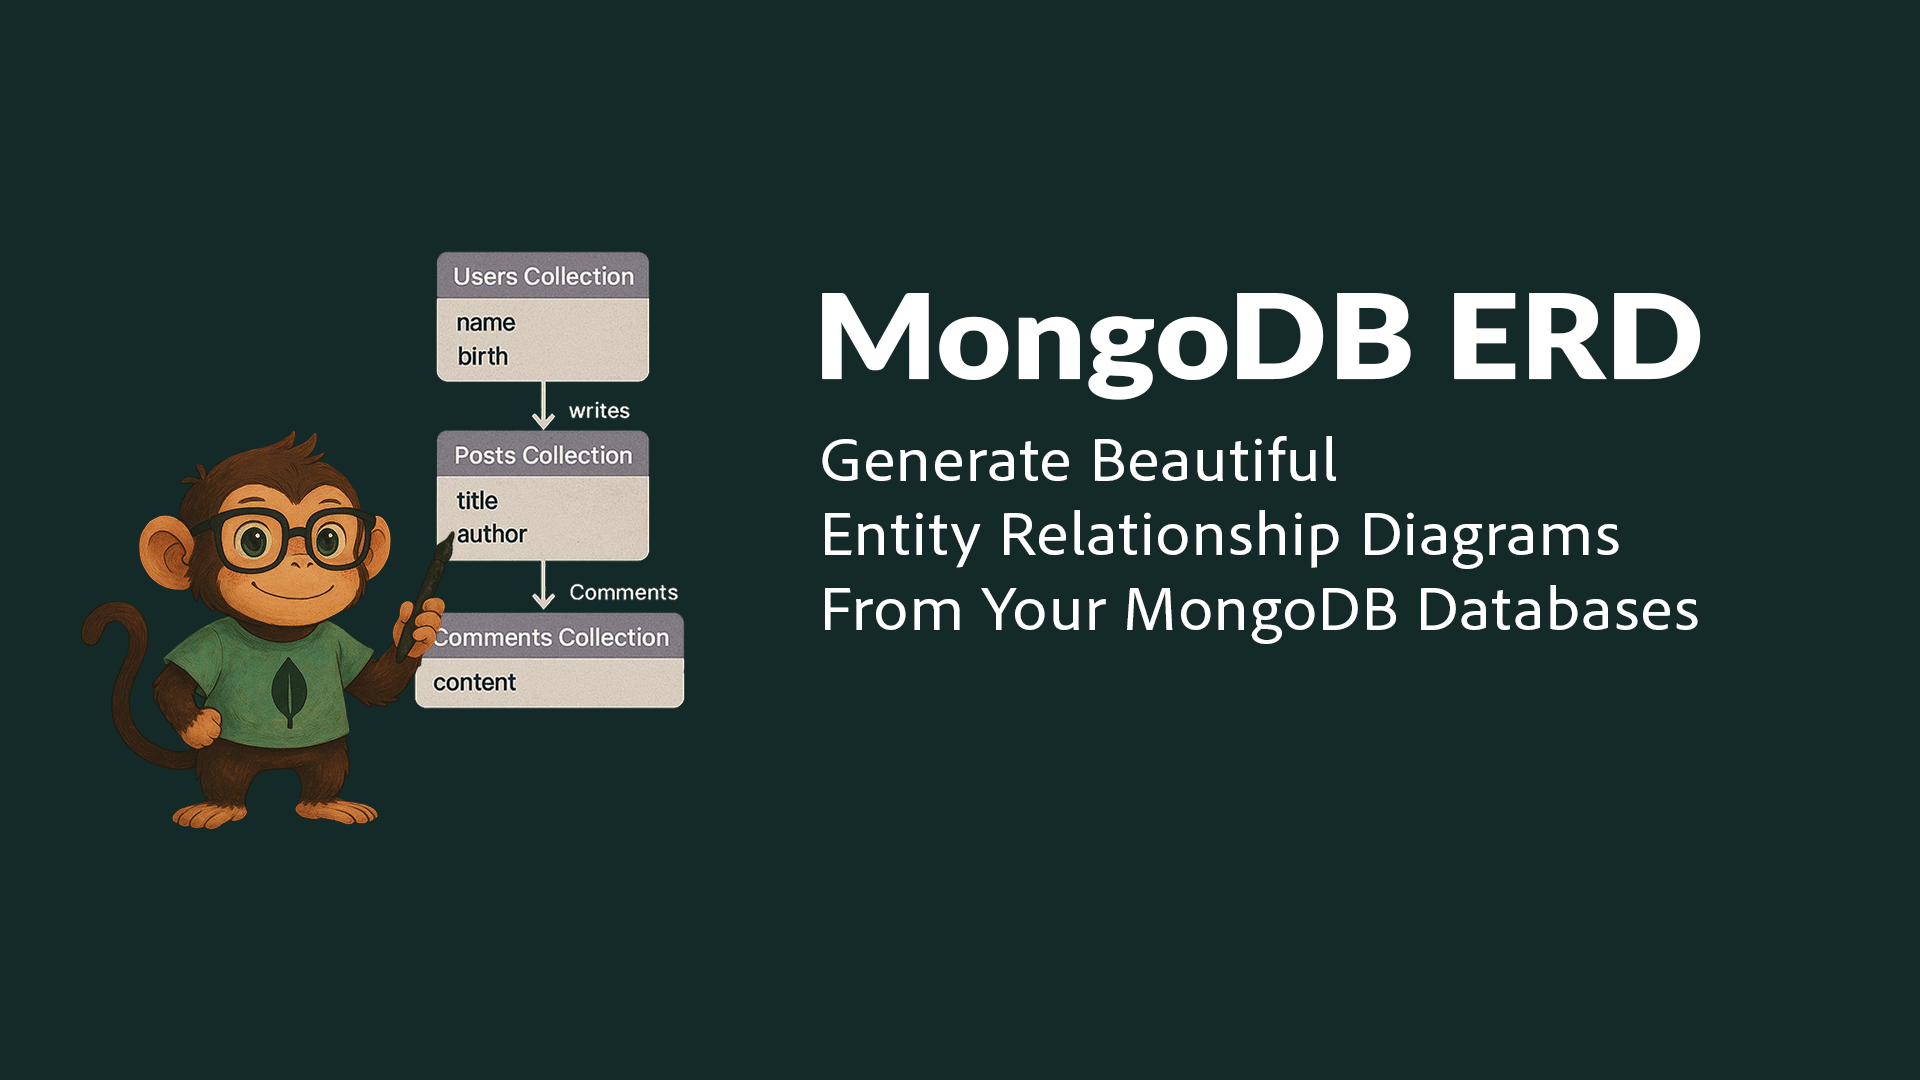 Users Collection
name
birth
writes
Posts Collection
title
author
Comments
Comments Collection
content
MongoDB ERD
Generate Beautiful
Entity Relationship Diagrams
From Your MongoDB Databases